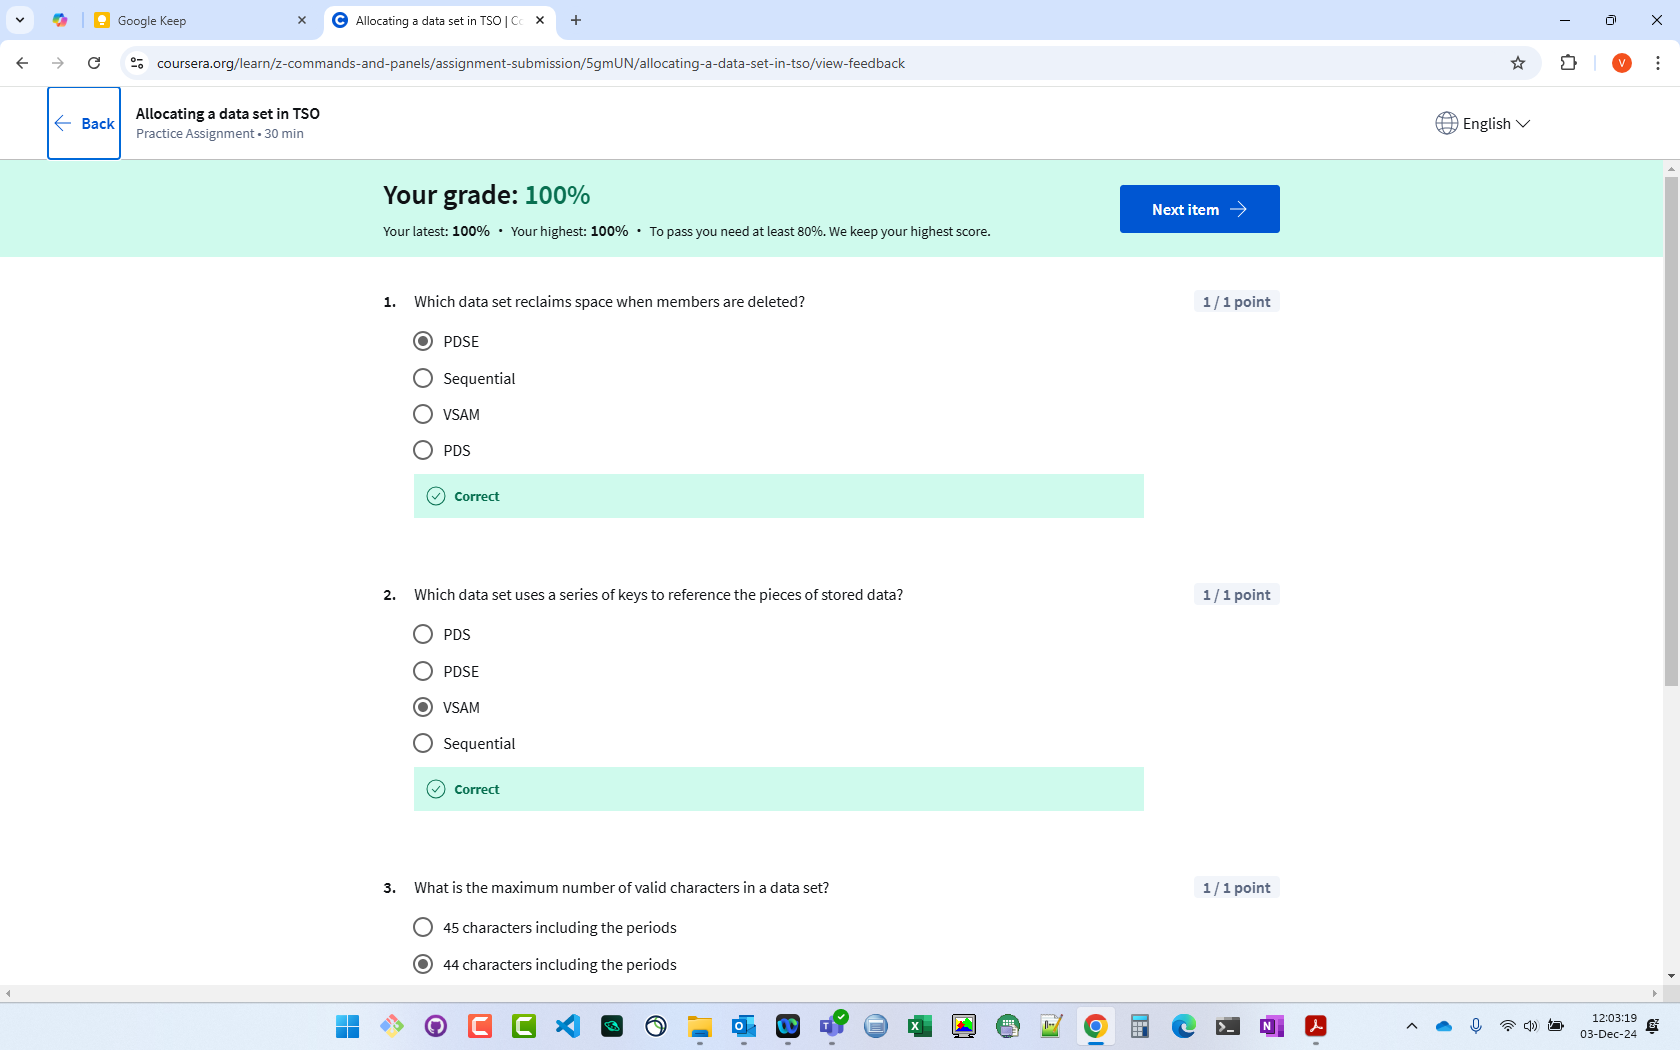 Google Keep
Allocating a data set in TSO | Co
coursera.org/learn/z-commands-and-panels/assignment-submission/5gmUN/allocating-a-data-set-in-tso/view-feedback
V
Back
Allocating a data set in TSO
Practice Assignment • 30 min
English
Your grade: 100%
Your latest: 100% • Your highest: 100% • To pass you need at least 80%. We keep your highest score.
Next item
1. Which data set reclaims space when members are deleted?
1 / 1 point
PDSE
Sequential
VSAM
PDS
Correct
2. Which data set uses a series of keys to reference the pieces of stored data?
1 / 1 point
PDS
PDSE
VSAM
Sequential
Correct
3. What is the maximum number of valid characters in a data set?
1 / 1 point
45 characters including the periods
44 characters including the periods
12:03:19
03-Dec-24